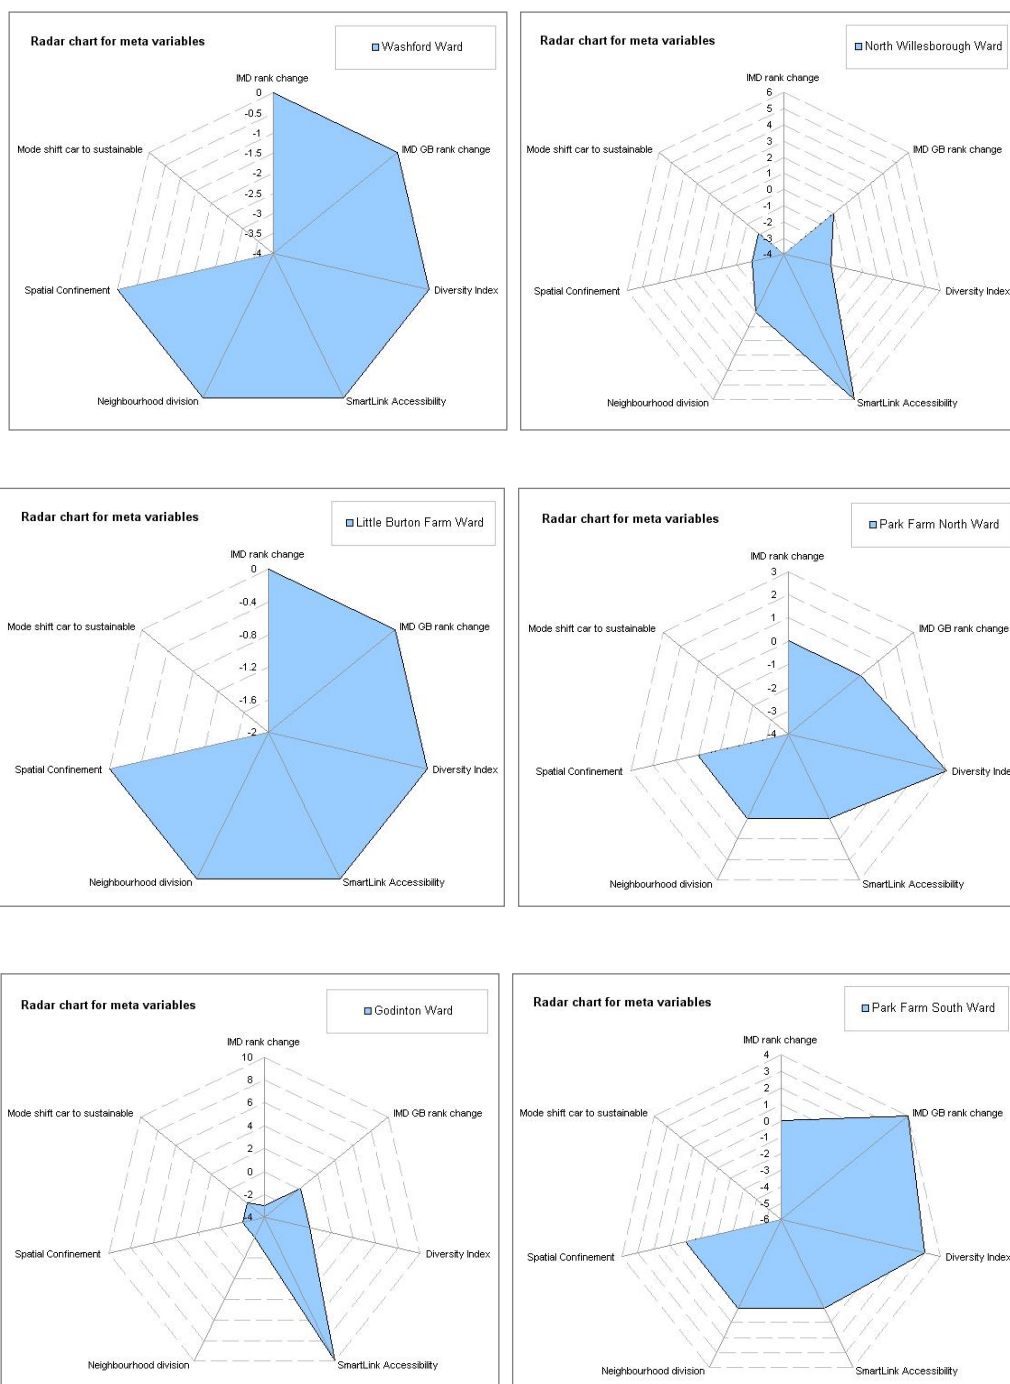 Radar chart for meta variables
Washford Ward
IMD rank change
0
-0.5
-1
-1.5
-2
-2.5
-3
-3.5
-4
IMD GB rank change
Diversity Index
SmartLink Accessibility
Neighbourhood division
Spatial Confinement
Mode shift car to sustainable
Radar chart for meta variables
North Willesborough Ward
IMD rank change
6
5
4
3
2
1
0
-1
-2
-3
-4
IMD GB rank change
Diversity Index
SmartLink Accessibility
Neighbourhood division
Spatial Confinement
Mode shift car to sustainable
Radar chart for meta variables
Little Burton Farm Ward
IMD rank change
0
-0.4
-0.8
-1.2
-1.6
-2
IMD GB rank change
Diversity Index
SmartLink Accessibility
Neighbourhood division
Spatial Confinement
Mode shift car to sustainable
Radar chart for meta variables
Park Farm North Ward
IMD rank change
3
2
1
0
-1
-2
-3
-4
IMD GB rank change
Diversity Inde
SmartLink Accessibility
Neighbourhood division
Spatial Confinement
Mode shift car to sustainable
Radar chart for meta variables
Godinton Ward
IMD rank change
10
8
6
4
2
0
-2
-4
IMD GB rank change
Diversity Index
SmartLink Accessibility
Neighbourhood division
Spatial Confinement
Mode shift car to sustainable
Radar chart for meta variables
Park Farm South Ward
IMD rank change
4
3
2
1
0
-1
-2
-3
-4
-5
-6
IMD GB rank change
Diversity Index
SmartLink Accessibility
Neighbourhood division
Spatial Confinement
Mode shift car to sustainable